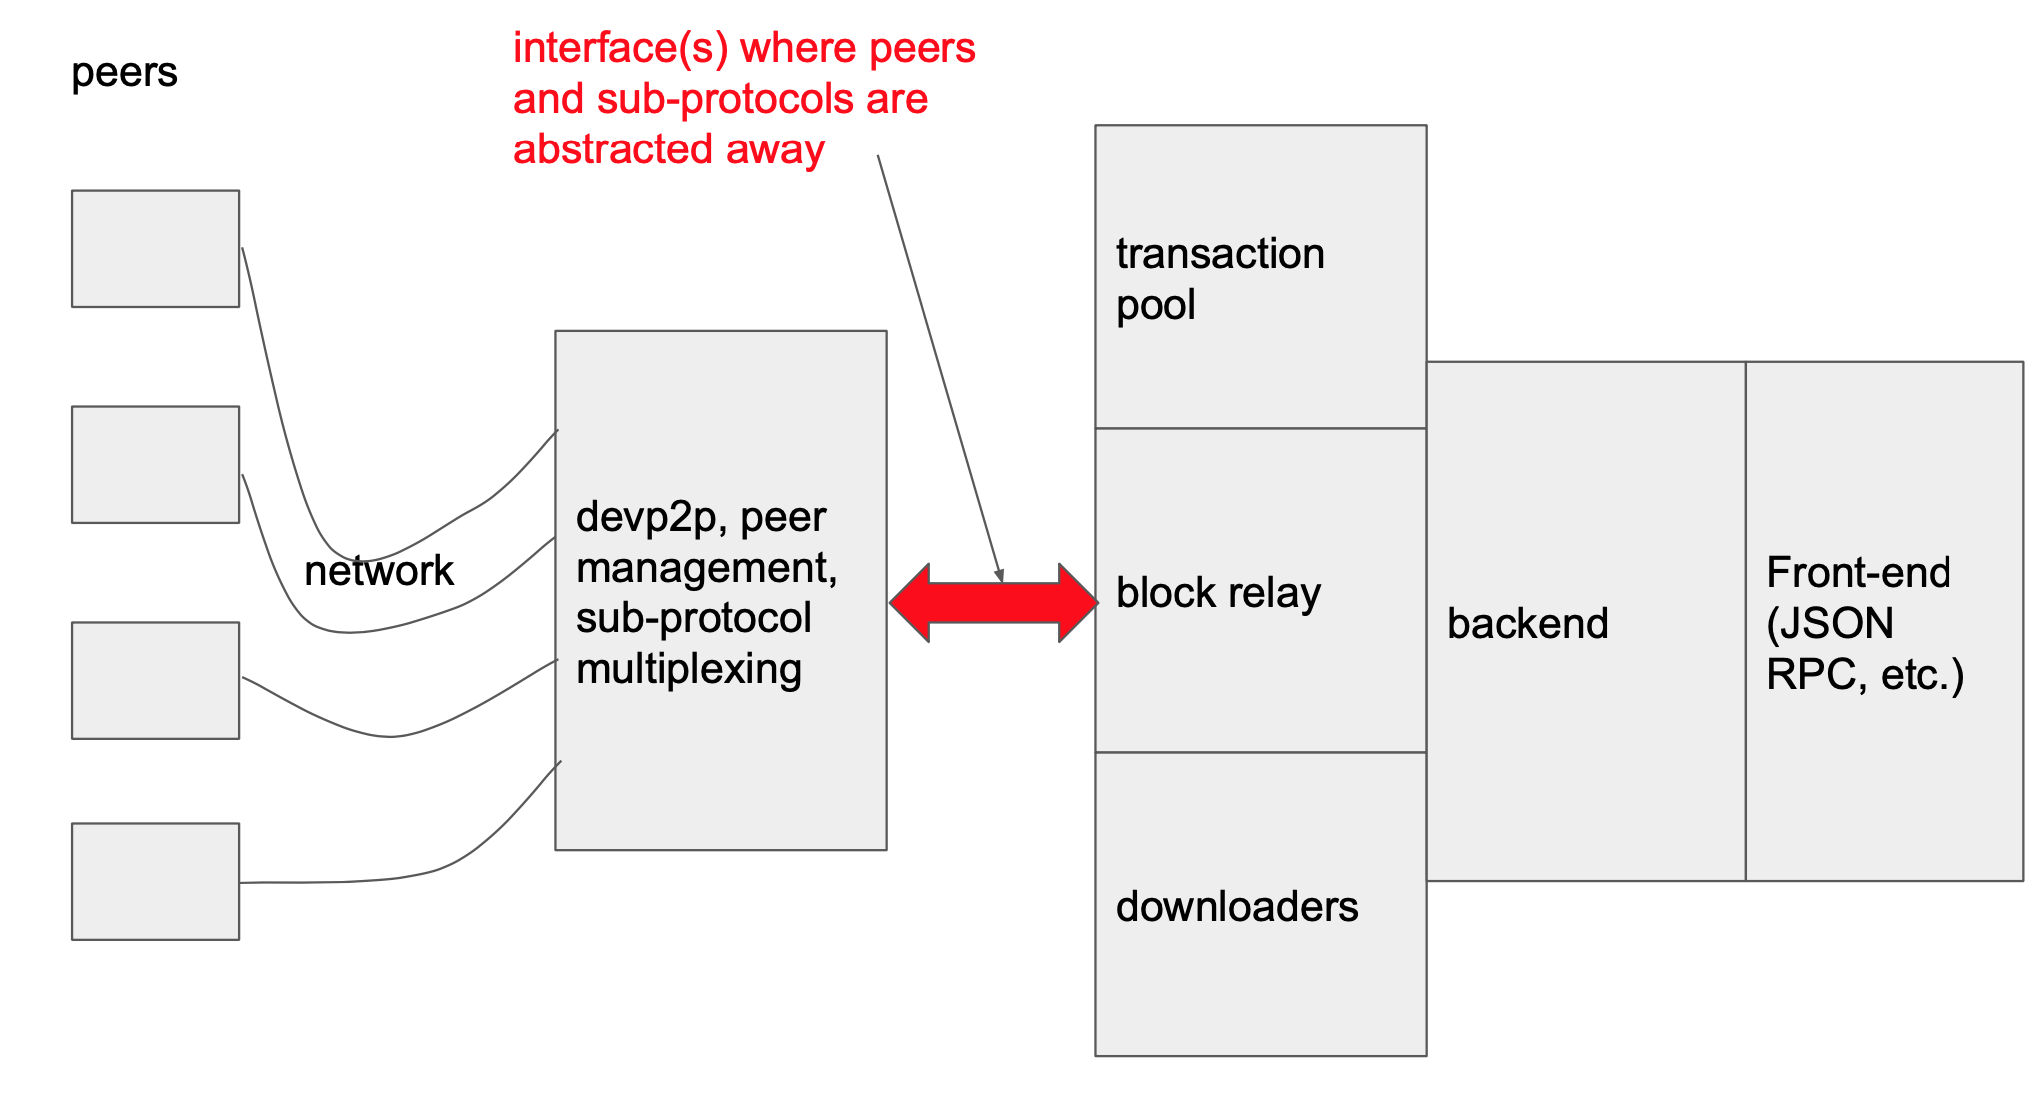 peers
interface(s) where peers
and sub-protocols are
abstracted away
network
devp2p, peer
management,
sub-protocol
multiplexing
transaction
pool
block relay
downloaders
backend
Front-end
(JSON
RPC, etc.)